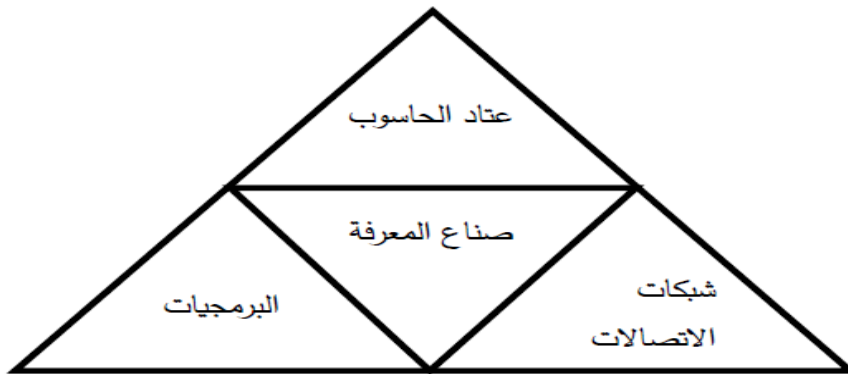 عتاد الحاسوب
صناع المعرفة
شبكات
الاتصالات
البرمجيات